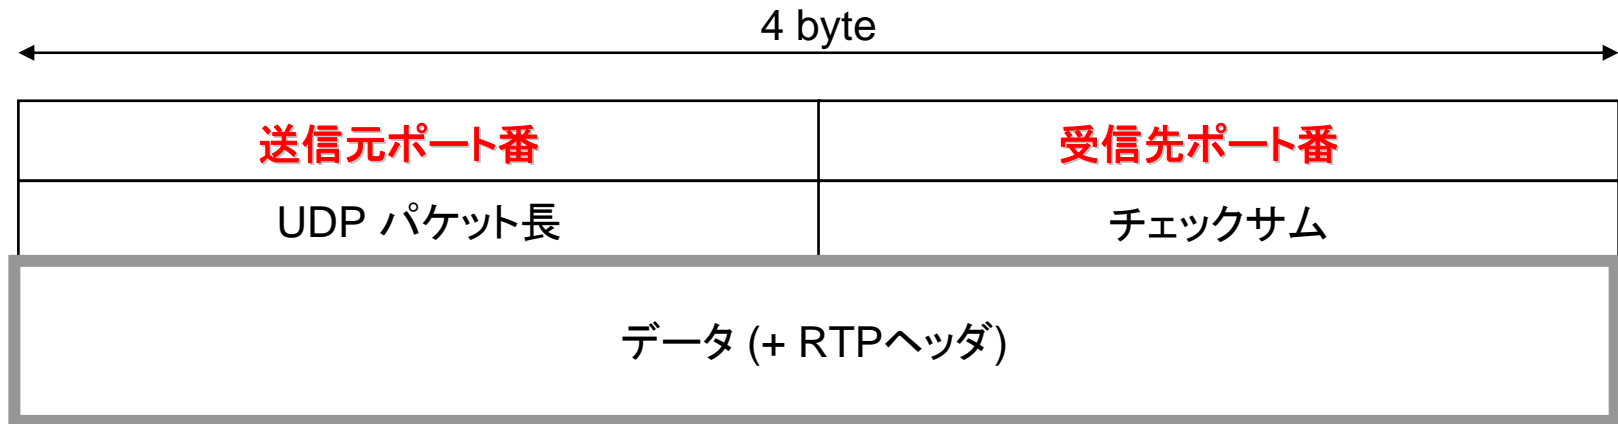 4 byte
送信元ポート番
受信先ポート番
UDP パケット長
チェックサム
データ (+ RTPヘッダ)